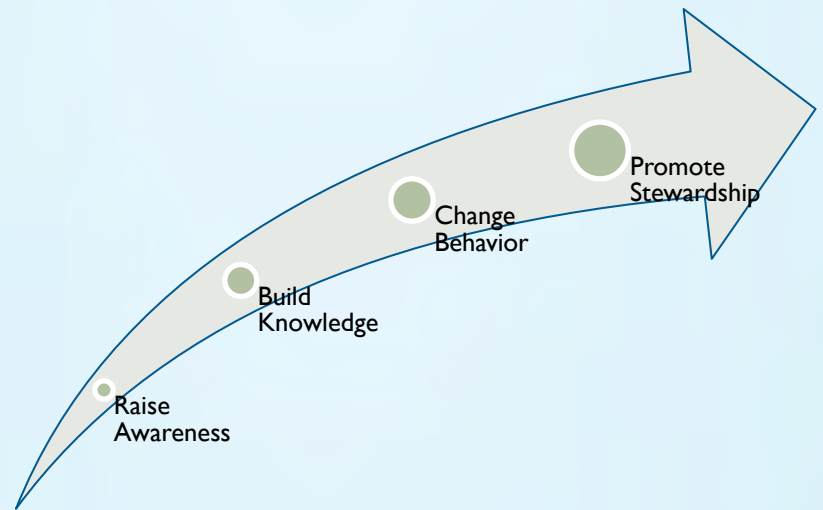 Raise
Awareness
Build
Knowledge
Change
Behavior
Promote
Stewardship